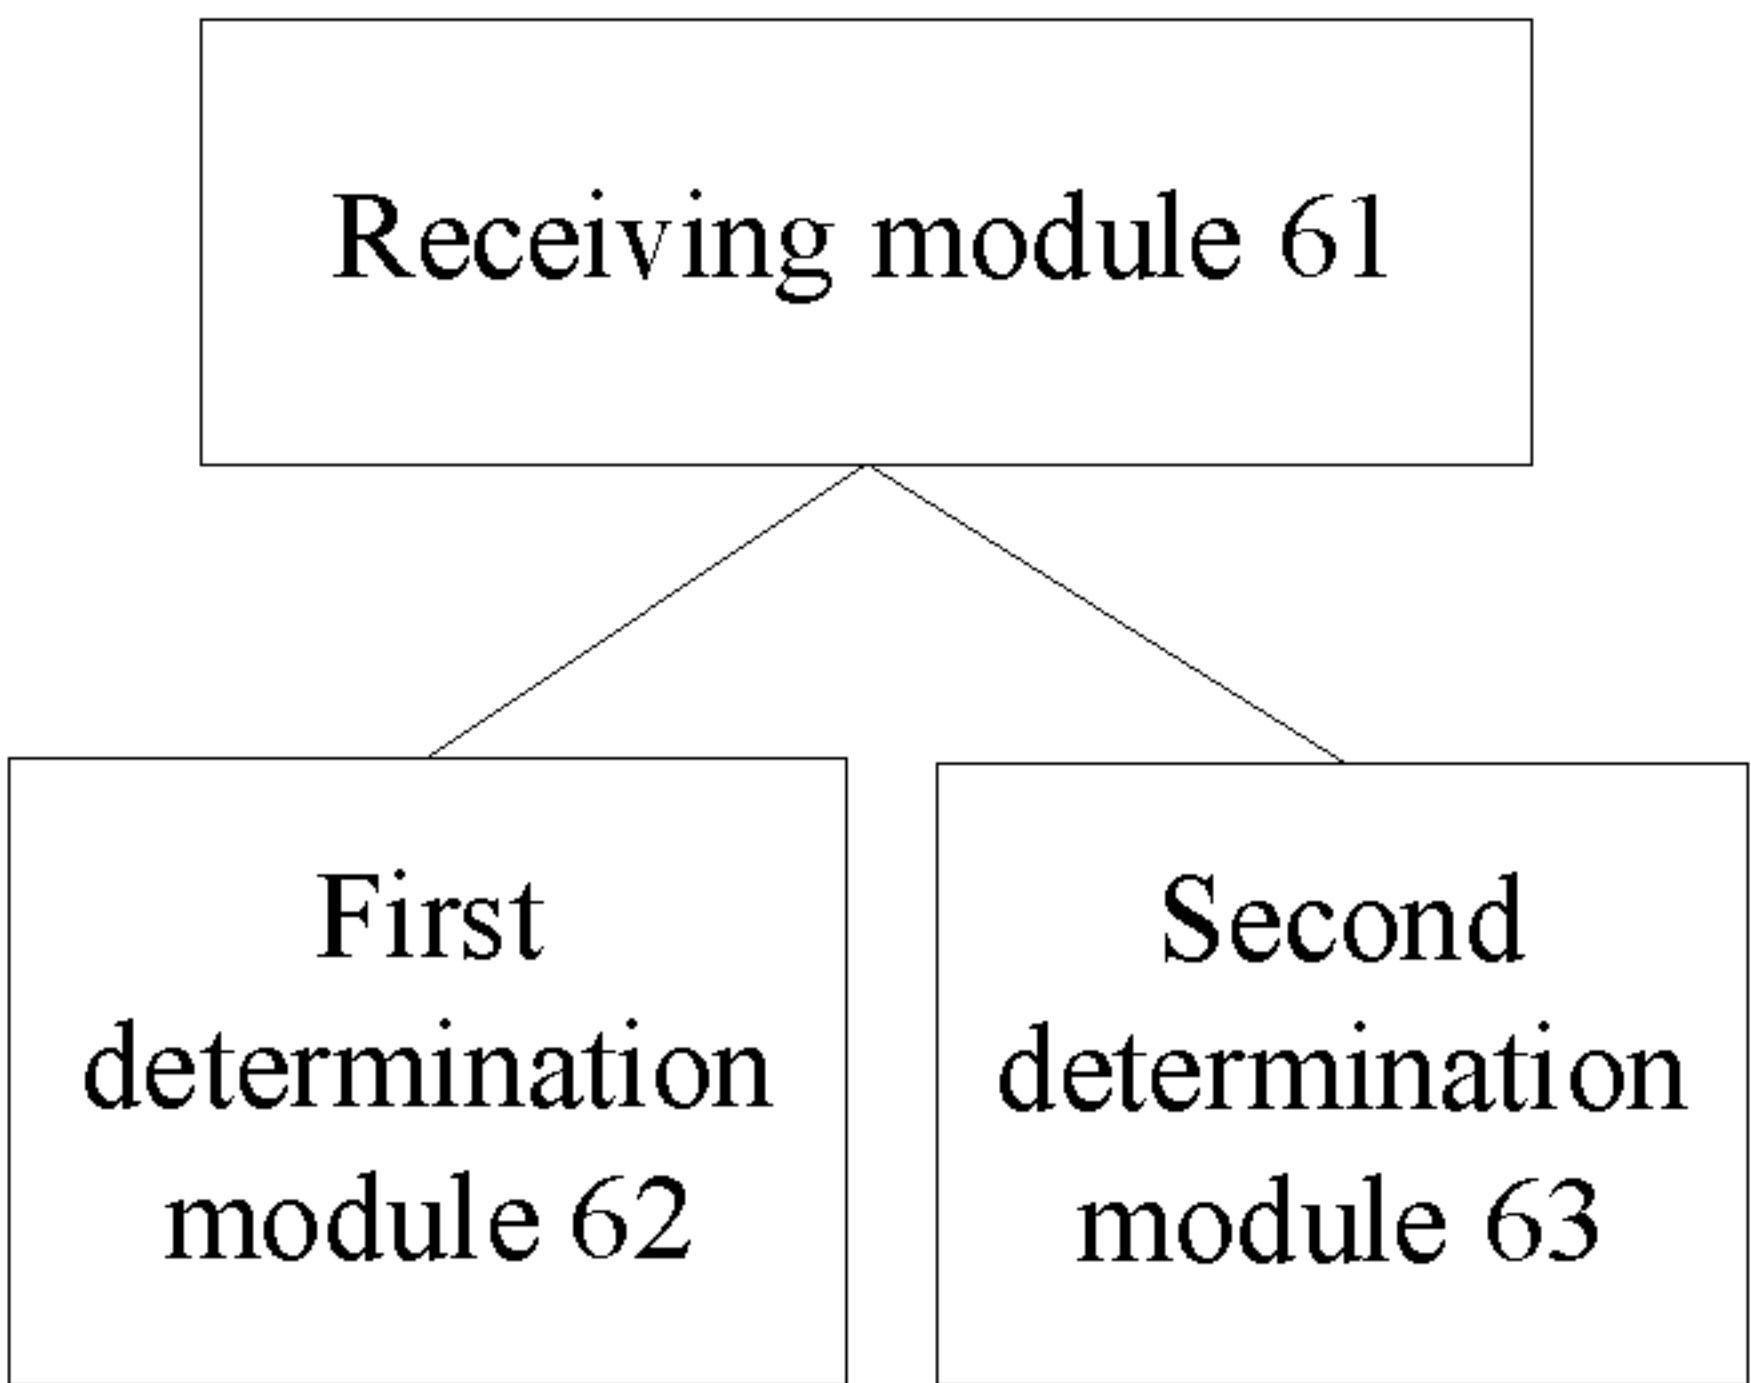 Receiving module 61
First
determination
module 62
Second
determination
module 63